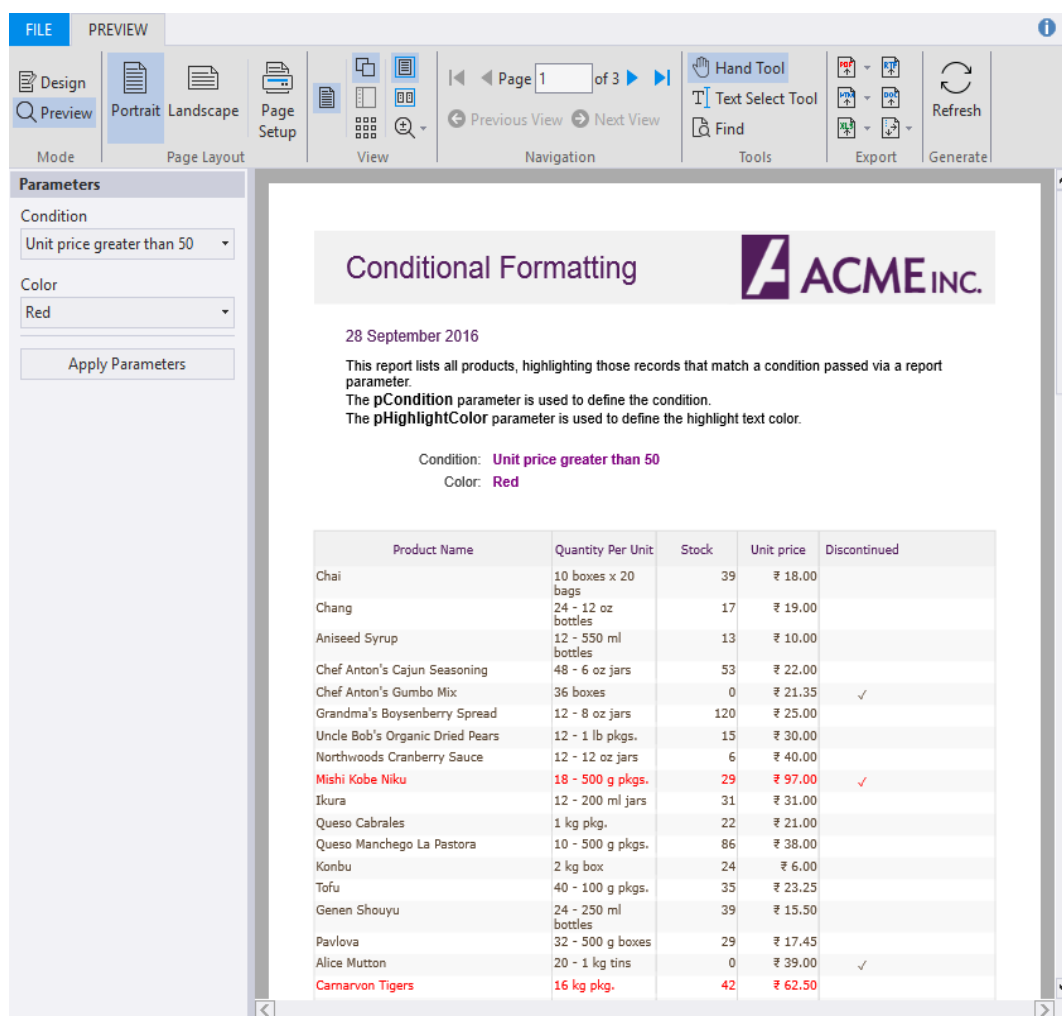 FILE PREVIEW
Design
Preview
Portrait Landscape
Page
Setup
Page 1 of 3
Previous View Next View
Hand Tool
Text Select Tool
Find
PDF RTF
HTM DOC
XLS
Refresh
Mode Page Layout View Navigation Tools Export Generate
Parameters
Condition
Unit price greater than 50
Color
Red
Apply Parameters
Conditional Formatting
ACME INC.
28 September 2016
This report lists all products, highlighting those records that match a condition passed via a report
parameter.
The pCondition parameter is used to define the condition.
The pHighlightColor parameter is used to define the highlight text color.
Condition: Unit price greater than 50
Color: Red
Product Name Quantity Per Unit Stock Unit price Discontinued
Chai 10 boxes x 20 39 ₹ 18.00
bags
Chang 24 - 12 oz 17 ₹ 19.00
bottles
Aniseed Syrup 12 - 550 ml 13 ₹ 10.00
bottles
Chef Anton's Cajun Seasoning 48 - 6 oz jars 53 ₹ 22.00
Chef Anton's Gumbo Mix 36 boxes 0 ₹ 21.35 ✓
Grandma's Boysenberry Spread 12 - 8 oz jars 120 ₹ 25.00
Uncle Bob's Organic Dried Pears 12 - 1 lb pkgs. 15 ₹ 30.00
Northwoods Cranberry Sauce 12 - 12 oz jars 6 ₹ 40.00
Mishi Kobe Niku 18 - 500 g pkgs. 29 ₹ 97.00 ✓
Ikura 12 - 200 ml jars 31 ₹ 31.00
Queso Cabrales 1 kg pkg. 22 ₹ 21.00
Queso Manchego La Pastora 10 - 500 g pkgs. 86 ₹ 38.00
Konbu 2 kg box 24 ₹ 6.00
Tofu 40 - 100 g pkgs. 35 ₹ 23.25
Genen Shouyu 24 - 250 ml 39 ₹ 15.50
bottles
Pavlova 32 - 500 g boxes 29 ₹ 17.45
Alice Mutton 20 - 1 kg tins 0 ₹ 39.00 ✓
Carnarvon Tigers 16 kg pkg. 42 ₹ 62.50